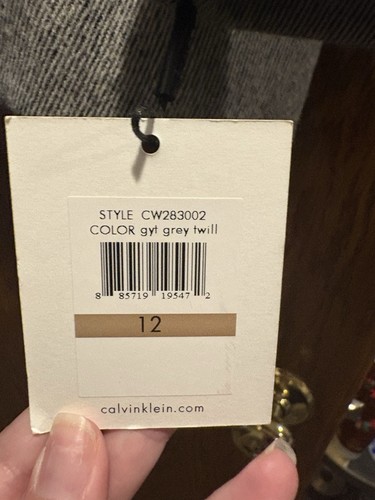 STYLE CW283002
COLOR gyt grey twill
8 85719 19547 2
12
calvinklein.com